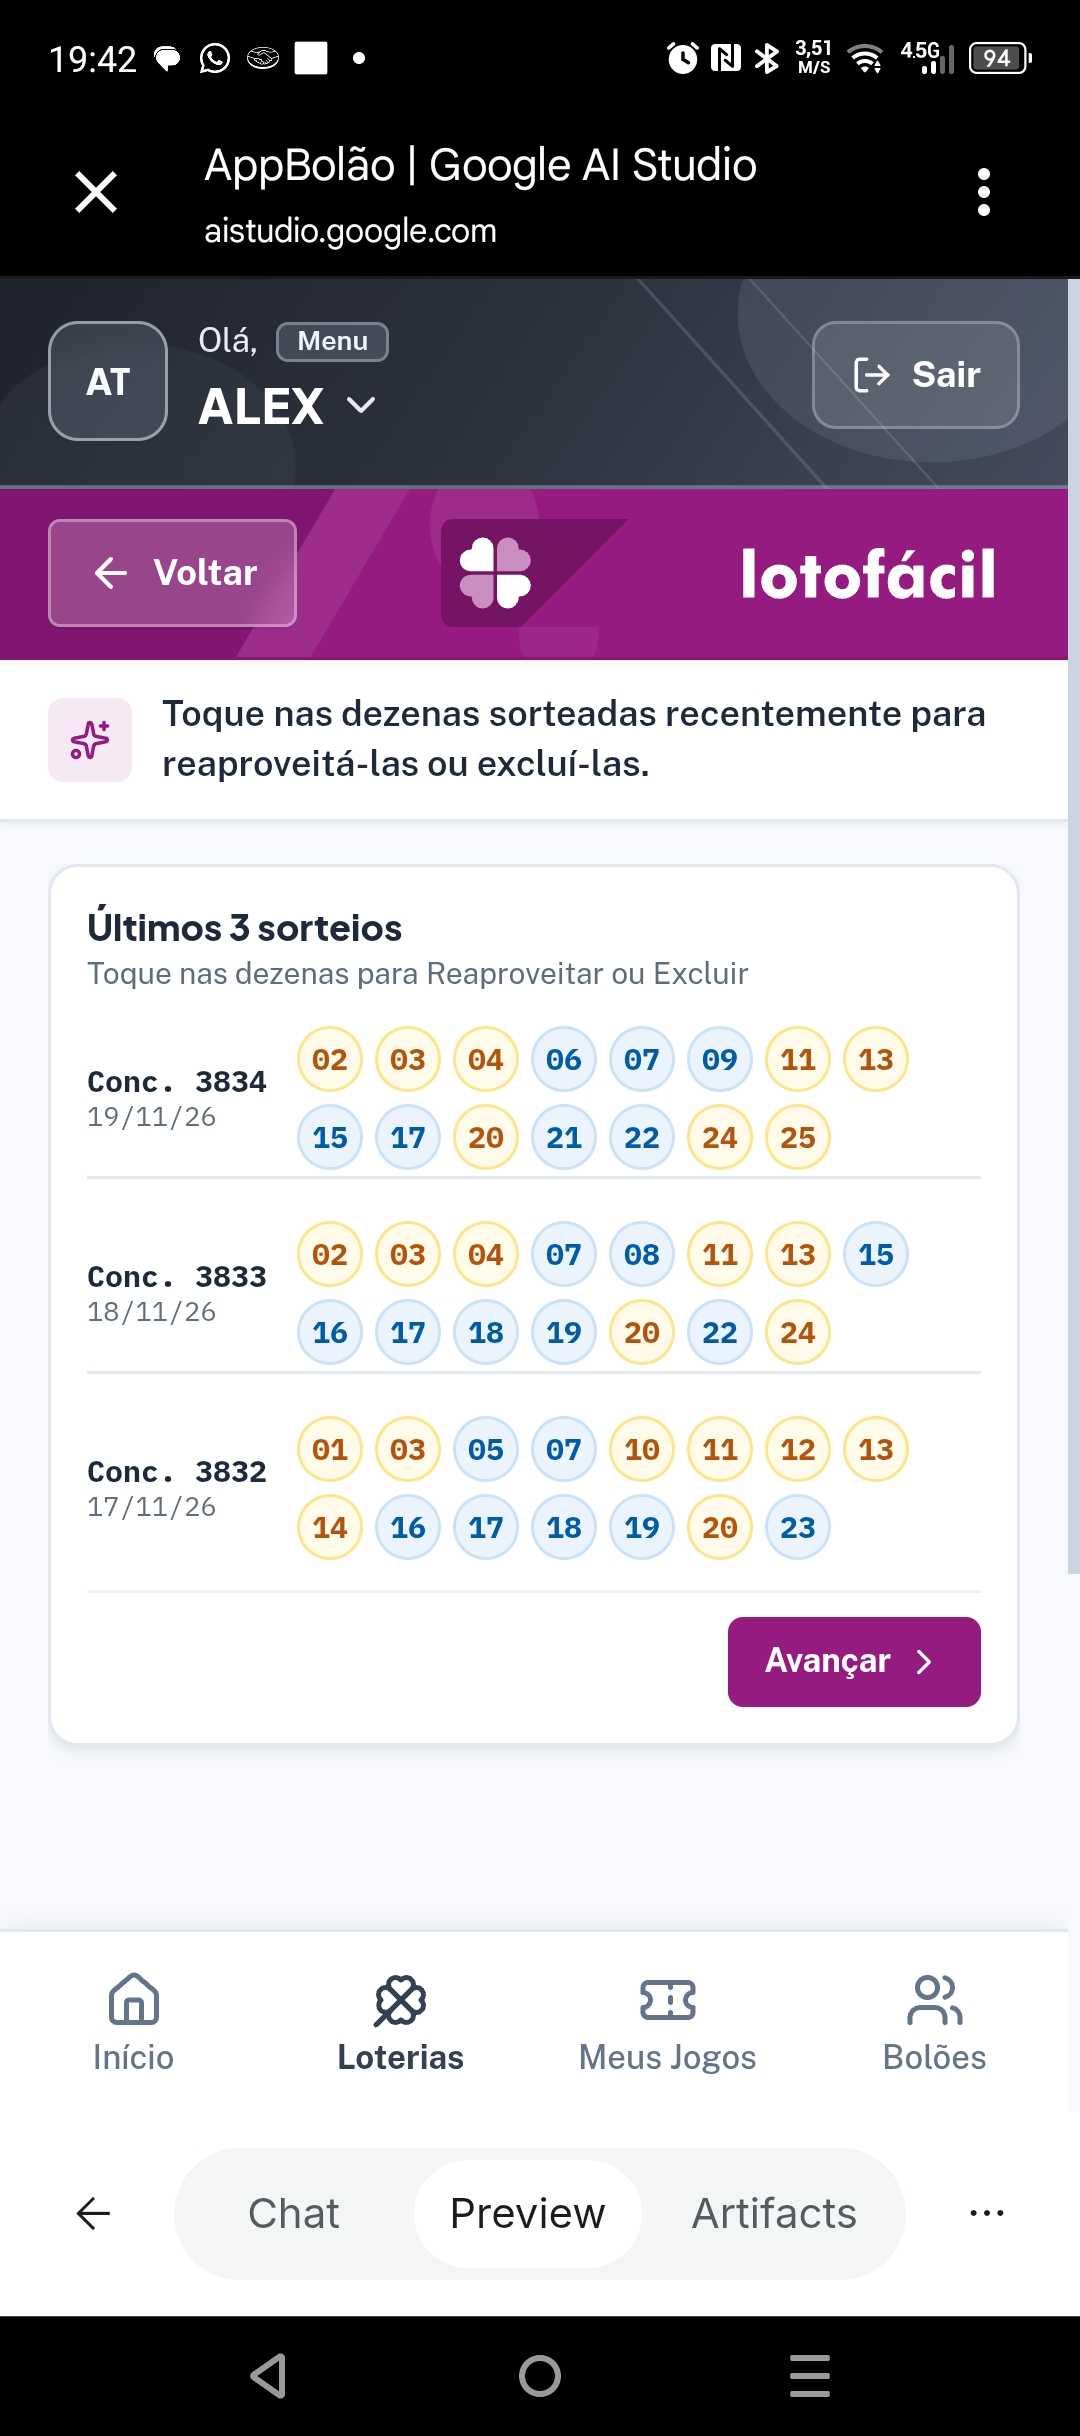 19:42
3,51
M/S
4.5G
94
AppBolão | Google AI Studio
aistudio.google.com
AT
Olá, Menu
ALEX
Sair
Voltar
lotofácil
Toque nas dezenas sorteadas recentemente para
reaproveitá-las ou excluí-las.
Últimos 3 sorteios
Toque nas dezenas para Reaproveitar ou Excluir
Conc. 3834
19/11/26
02 03 04 06 07 09 11 13
15 17 20 21 22 24 25
Conc. 3833
18/11/26
02 03 04 07 08 11 13 15
16 17 18 19 20 22 24
Conc. 3832
17/11/26
01 03 05 07 10 11 12 13
14 16 17 18 19 20 23
Avançar
Início Loterias Meus Jogos Bolões
Chat Preview Artifacts